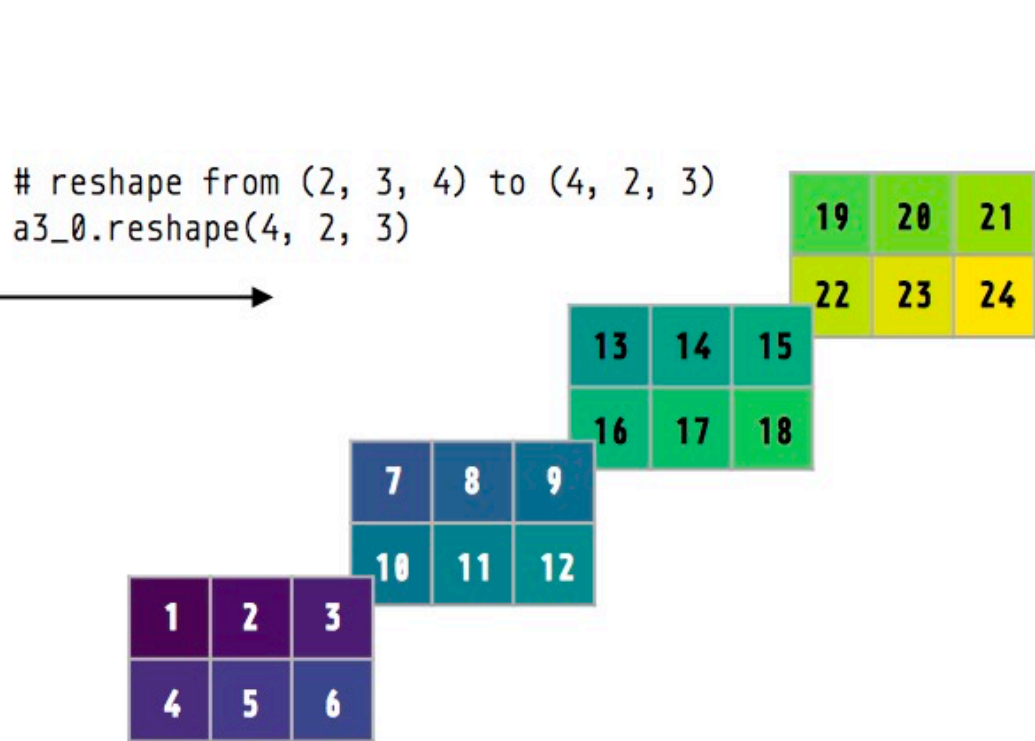 # reshape from (2, 3, 4) to (4, 2, 3)
a3_0.reshape(4, 2, 3)
19 20 21
22 23 24
13 14 15
16 17 18
7 8 9
10 11 12
1 2 3
4 5 6